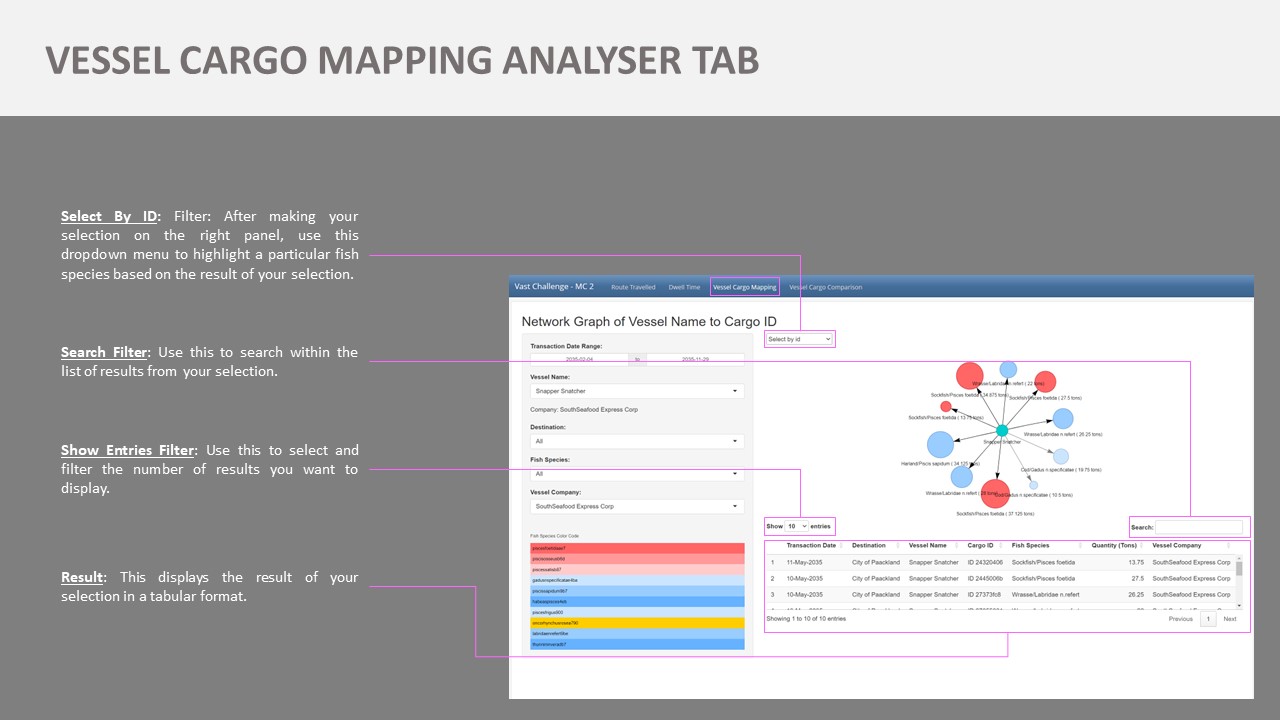 VESSEL CARGO MAPPING ANALYSER TAB
Select By ID: Filter: After making your
selection on the right panel, use this
dropdown menu to highlight a particular fish
species based on the result of your selection.
Search Filter: Use this to search within the
list of results from your selection.
Show Entries Filter: Use this to select and
filter the number of results you want to
display.
Result: This displays the result of your
selection in a tabular format.
Vast Challenge - MC 2 Route Travelled Dwell Time Vessel Cargo Mapping Vessel Cargo Comparison
Network Graph of Vessel Name to Cargo ID
Transaction Date Range:
2035-02-04 to 2035-11-29
Vessel Name:
Snapper Snatcher
Company: SouthSeafood Express Corp
Destination:
All
Fish Species:
All
Vessel Company:
SouthSeafood Express Corp
Fish Species Color Code
Select by id
Wrasse/Labridae n.refert ( 22 tons)
Sockfish/Pisces foetida ( 34.875 tons)
Sockfish/Pisces foetida ( 27.5 tons)
Sockfish/Pisces foetida ( 13.75 tons)
Wrasse/Labridae n.refert ( 26.25 tons)
Snapper Snatcher
Harland/Piscis sapidum ( 34.125 tons)
Cod/Gadus n.specificatae ( 19.75 tons)
Wrasse/Labridae n.refert
Cod/Gadus n.specificatae ( 10.5 tons)
Sockfish/Pisces foetida ( 37.125 tons)
Show 10 entries
Search:
Transaction Date Destination Vessel Name Cargo ID Fish Species Quantity (Tons) Vessel Company
1 11-May-2035 City of Paackland Snapper Snatcher ID 24320406 Sockfish/Pisces foetida 13.75 SouthSeafood Express Corp
2 10-May-2035 City of Paackland Snapper Snatcher ID 2445006b Sockfish/Pisces foetida 27.5 SouthSeafood Express Corp
3 10-May-2035 City of Paackland Snapper Snatcher ID 27373fc8 Wrasse/Labridae n.refert 26.25 SouthSeafood Express Corp
Showing 1 to 10 of 10 entries
Previous 1 Next